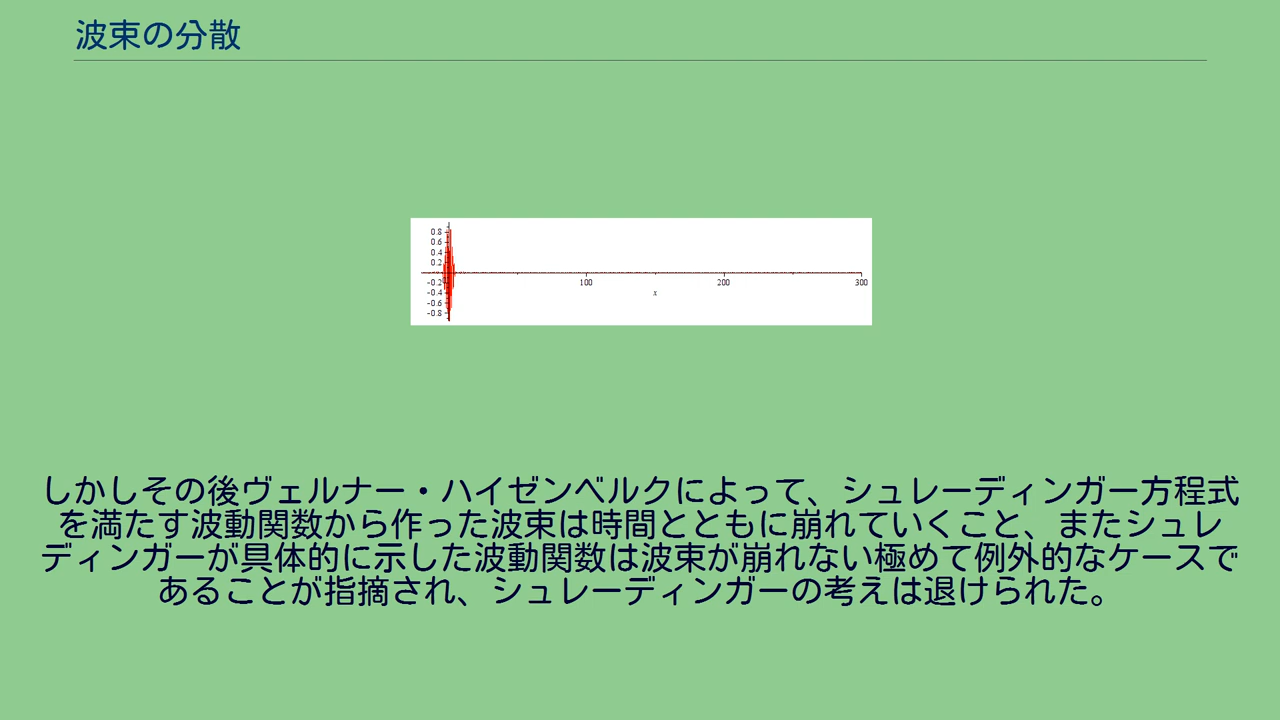 波束の分散
0.8
0.6
0.4
0.2
-0.2
-0.4
-0.6
-0.8
100
200
300
x
しかしその後ヴェルナー・ハイゼンベルクによって、シュレーディンガー方程式
を満たす波動関数から作った波束は時間とともに崩れていくこと、またシュレ
ディンガーが具体的に示した波動関数は波束が崩れない極めて例外的なケースで
あることが指摘され、シュレーディンガーの考えは退けられた。